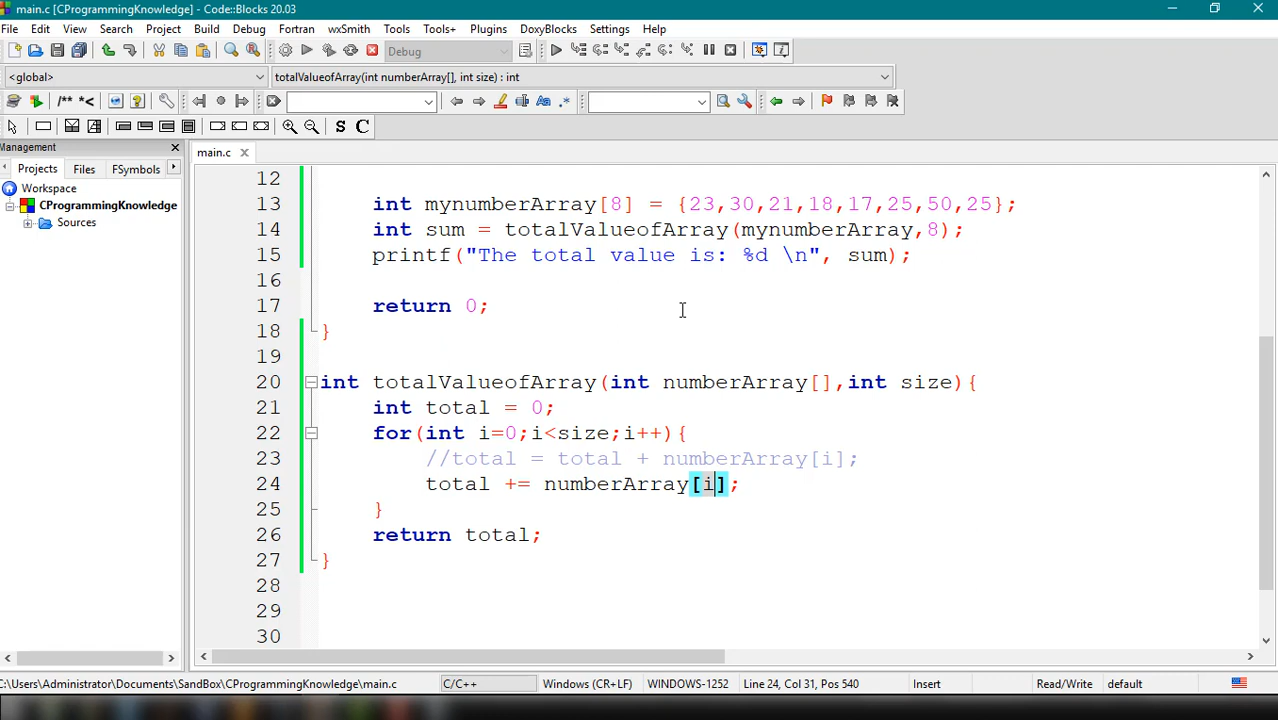 main.c [CProgrammingKnowledge] - Code::Blocks 20.03
File Edit View Search Project Build Debug Fortran wxSmith Tools Tools+ Plugins DoxyBlocks Settings Help
Debug
<global> totalValueofArray(int numberArray[], int size) : int
/** *<
S C
Management
main.c
Projects Files FSymbols
Workspace
CProgrammingKnowledge
Sources
12
13 int mynumberArray[8] = {23,30,21,18,17,25,50,25};
14 int sum = totalValueofArray(mynumberArray,8);
15 printf("The total value is: %d \n", sum);
16
17 return 0;
18 }
19
20 int totalValueofArray(int numberArray[],int size){
21 int total = 0;
22 for(int i=0;i<size;i++){
23 //total = total + numberArray[i];
24 total += numberArray[i];
25 }
26 return total;
27 }
28
29
30
C:\Users\Administrator\Documents\SandBox\CProgrammingKnowledge\main.c C/C++ Windows (CR+LF) WINDOWS-1252 Line 24, Col 31, Pos 540 Insert Read/Write default